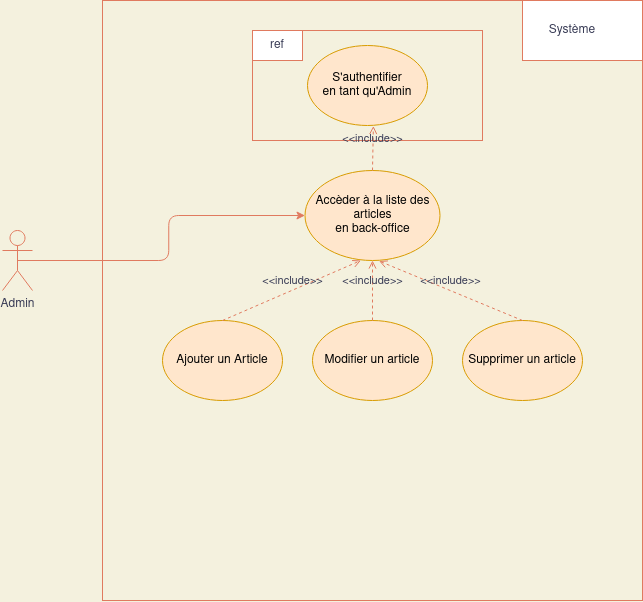 Système
ref
S'authentifier
en tant qu'Admin
<<include>>
Accèder à la liste des
articles
en back-office
Admin
<<include>>
<<include>>
<<include>>
Ajouter un Article
Modifier un article
Supprimer un article